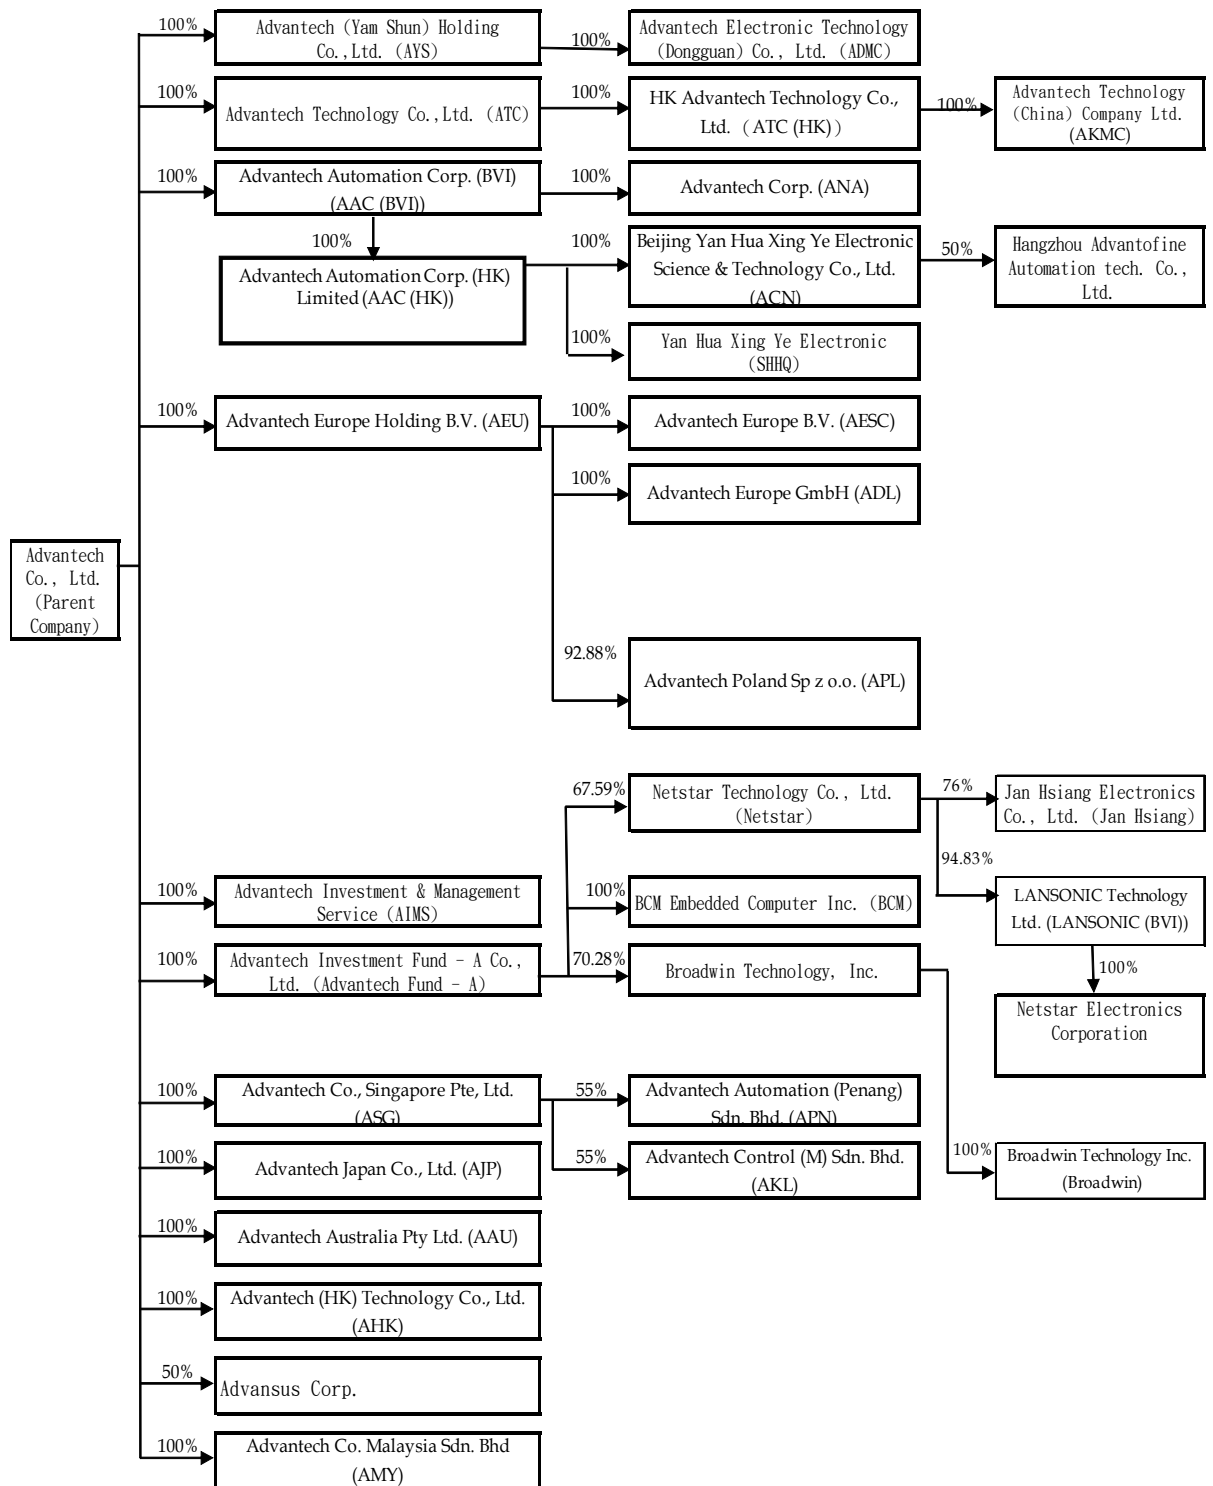 100%
Advantech (Yam Shun) Holding
Co.,Ltd. (AYS)
100%
Advantech Electronic Technology
(Dongguan) Co., Ltd. (ADMC)
100%
Advantech Technology Co.,Ltd. (ATC)
100%
HK Advantech Technology Co.,
Ltd. ( ATC (HK) )
100%
Advantech Technology
(China) Company Ltd.
(AKMC)
100%
Advantech Automation Corp. (BVI)
(AAC (BVI))
100%
Advantech Corp. (ANA)
100%
Advantech Automation Corp. (HK)
Limited (AAC (HK))
100%
Beijing Yan Hua Xing Ye Electronic
Science & Technology Co., Ltd.
(ACN)
50%
Hangzhou Advantofine
Automation tech. Co.,
Ltd.
100%
Yan Hua Xing Ye Electronic
(SHHQ)
100%
Advantech Europe Holding B.V. (AEU)
100%
Advantech Europe B.V. (AESC)
100%
Advantech Europe GmbH (ADL)
Advantech
Co., Ltd.
(Parent
Company)
92.88%
Advantech Poland Sp z o.o. (APL)
67.59%
Netstar Technology Co., Ltd.
(Netstar)
76%
Jan Hsiang Electronics
Co., Ltd. (Jan Hsiang)
94.83%
LANSONIC Technology
Ltd. (LANSONIC (BVI))
100%
Advantech Investment & Management
Service (AIMS)
100%
BCM Embedded Computer Inc. (BCM)
100%
Advantech Investment Fund - A Co.,
Ltd. (Advantech Fund - A)
70.28%
Broadwin Technology, Inc.
100%
Netstar Electronics
Corporation
100%
Advantech Co., Singapore Pte, Ltd.
(ASG)
55%
Advantech Automation (Penang)
Sdn. Bhd. (APN)
100%
Advantech Japan Co., Ltd. (AJP)
55%
Advantech Control (M) Sdn. Bhd.
(AKL)
100%
Broadwin Technology Inc.
(Broadwin)
100%
Advantech Australia Pty Ltd. (AAU)
100%
Advantech (HK) Technology Co., Ltd.
(AHK)
50%
Advansus Corp.
100%
Advantech Co. Malaysia Sdn. Bhd
(AMY)